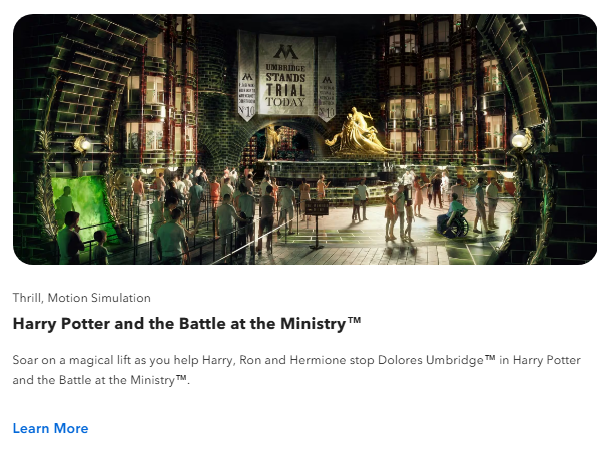 UMBRIDGE
STANDS
TRIAL
TODAY
Thrill, Motion Simulation
Harry Potter and the Battle at the Ministry™
Soar on a magical lift as you help Harry, Ron and Hermione stop Dolores Umbridge™ in Harry Potter
and the Battle at the Ministry™.
Learn More